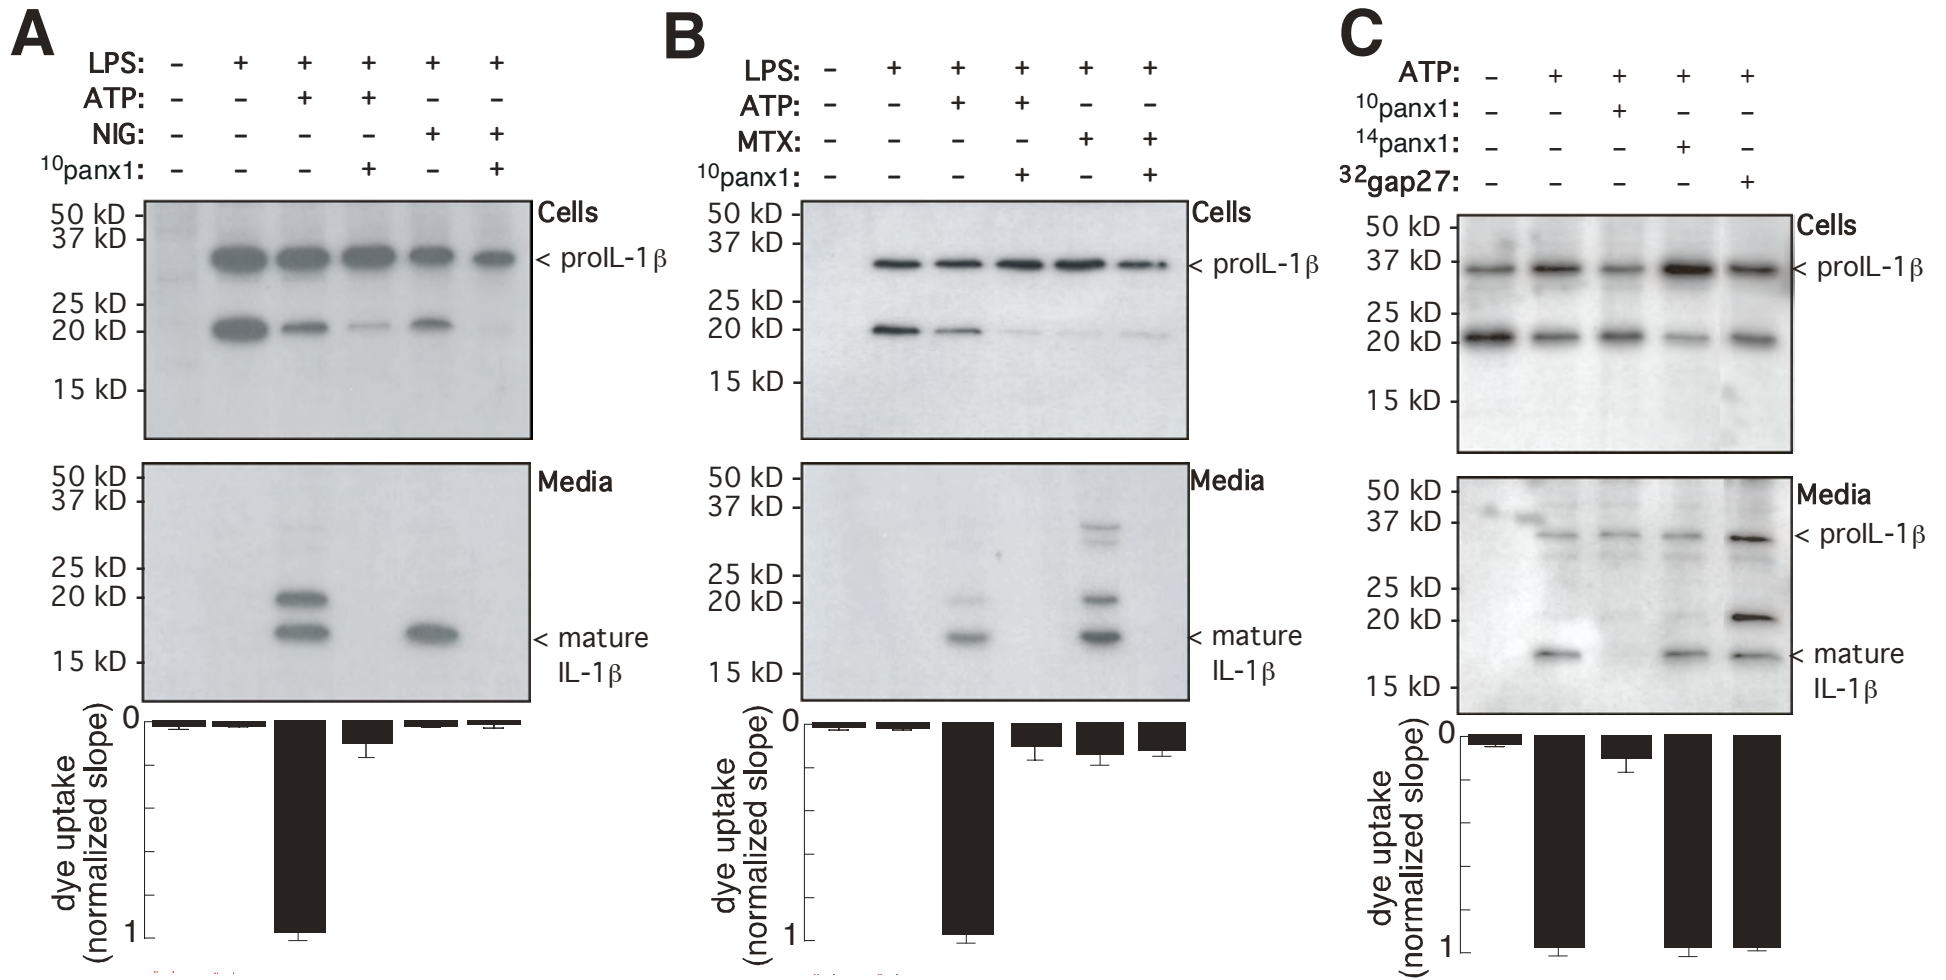 A
LPS: – + + + + +
ATP: – – + + – –
NIG: – – – – + +
10panx1: – – – + – +
50 kD
37 kD
25 kD
20 kD
15 kD
Cells
< proIL-1β
50 kD
37 kD
25 kD
20 kD
15 kD
Media
< mature
IL-1β
0
1
dye uptake
(normalized slope)
B
LPS: – + + + + +
ATP: – – + + – –
MTX: – – – – + +
10panx1: – – – + – +
50 kD
37 kD
25 kD
20 kD
15 kD
Cells
< proIL-1β
50 kD
37 kD
25 kD
20 kD
15 kD
Media
< mature
IL-1β
0
1
dye uptake
(normalized slope)
C
ATP: – + + + +
10panx1: – – + – –
14panx1: – – – + –
32gap27: – – – – +
50 kD
37 kD
25 kD
20 kD
15 kD
Cells
< proIL-1β
50 kD
37 kD
25 kD
20 kD
15 kD
Media
< proIL-1β
< mature
IL-1β
0
1
dye uptake
(normalized slope)